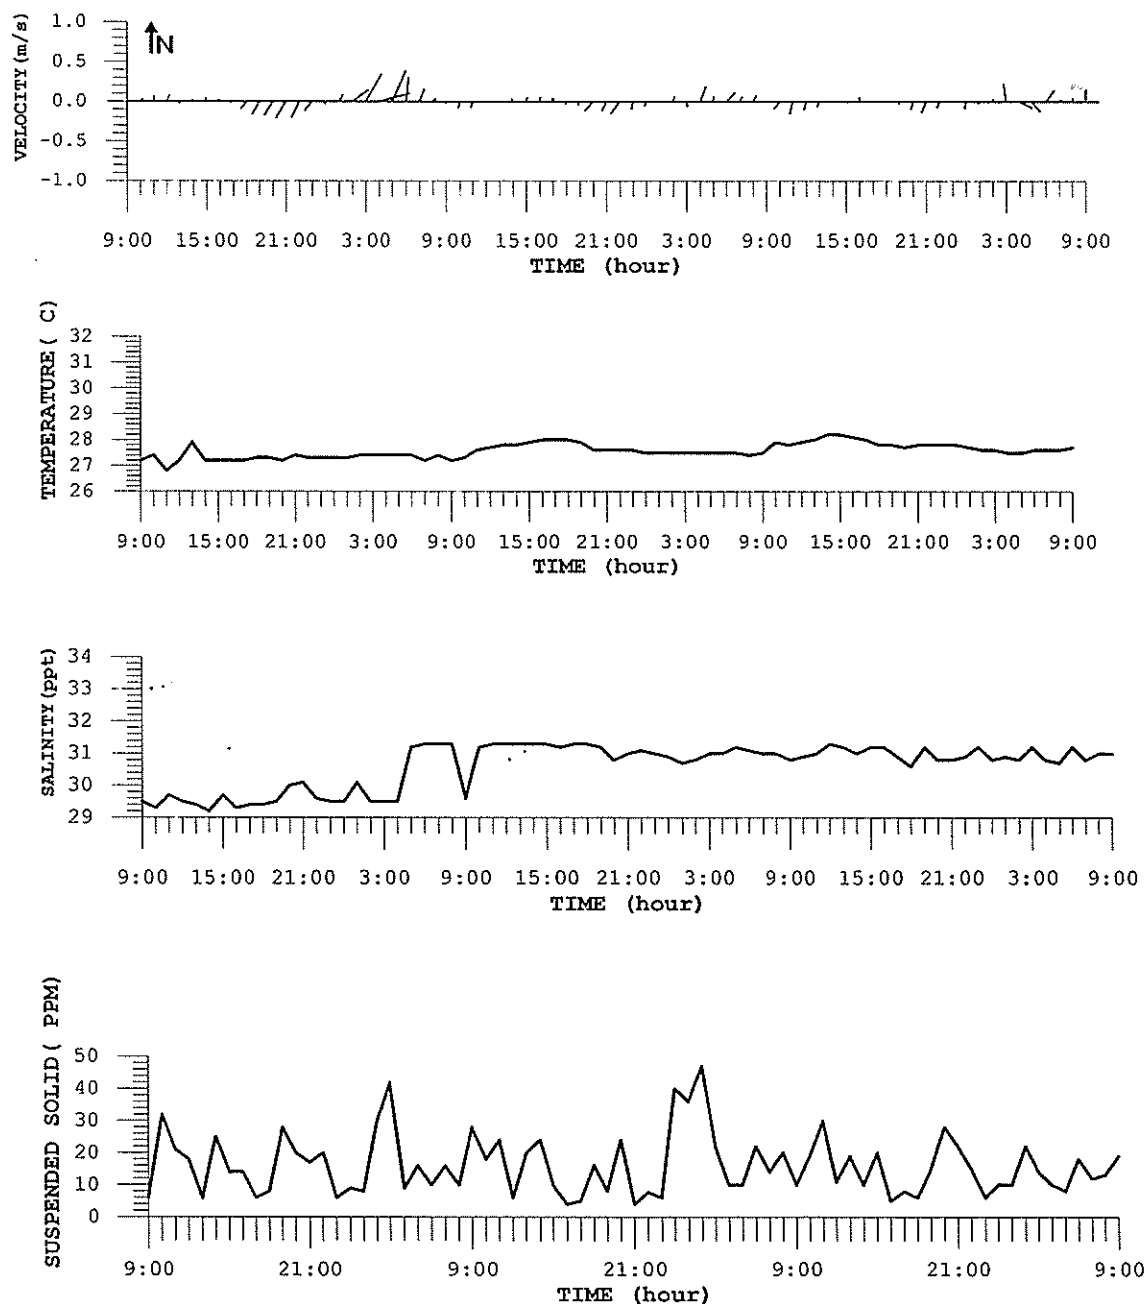 VELOCITY(m/s)
1.0
N
0.5
0.0
-0.5
-1.0
9:00 15:00 21:00 3:00 9:00 15:00 21:00 3:00 9:00 15:00 21:00 3:00 9:00
TIME (hour)
TEMPERATURE( C)
32
31
30
29
28
27
26
9:00 15:00 21:00 3:00 9:00 15:00 21:00 3:00 9:00 15:00 21:00 3:00 9:00
TIME (hour)
SALINITY(ppt)
34
33
32
31
30
29
9:00 15:00 21:00 3:00 9:00 15:00 21:00 3:00 9:00 15:00 21:00 3:00 9:00
TIME (hour)
SUSPENDED SOLID( PPM)
50
40
30
20
10
0
9:00 21:00 9:00 21:00 9:00 21:00 9:00
TIME (hour)